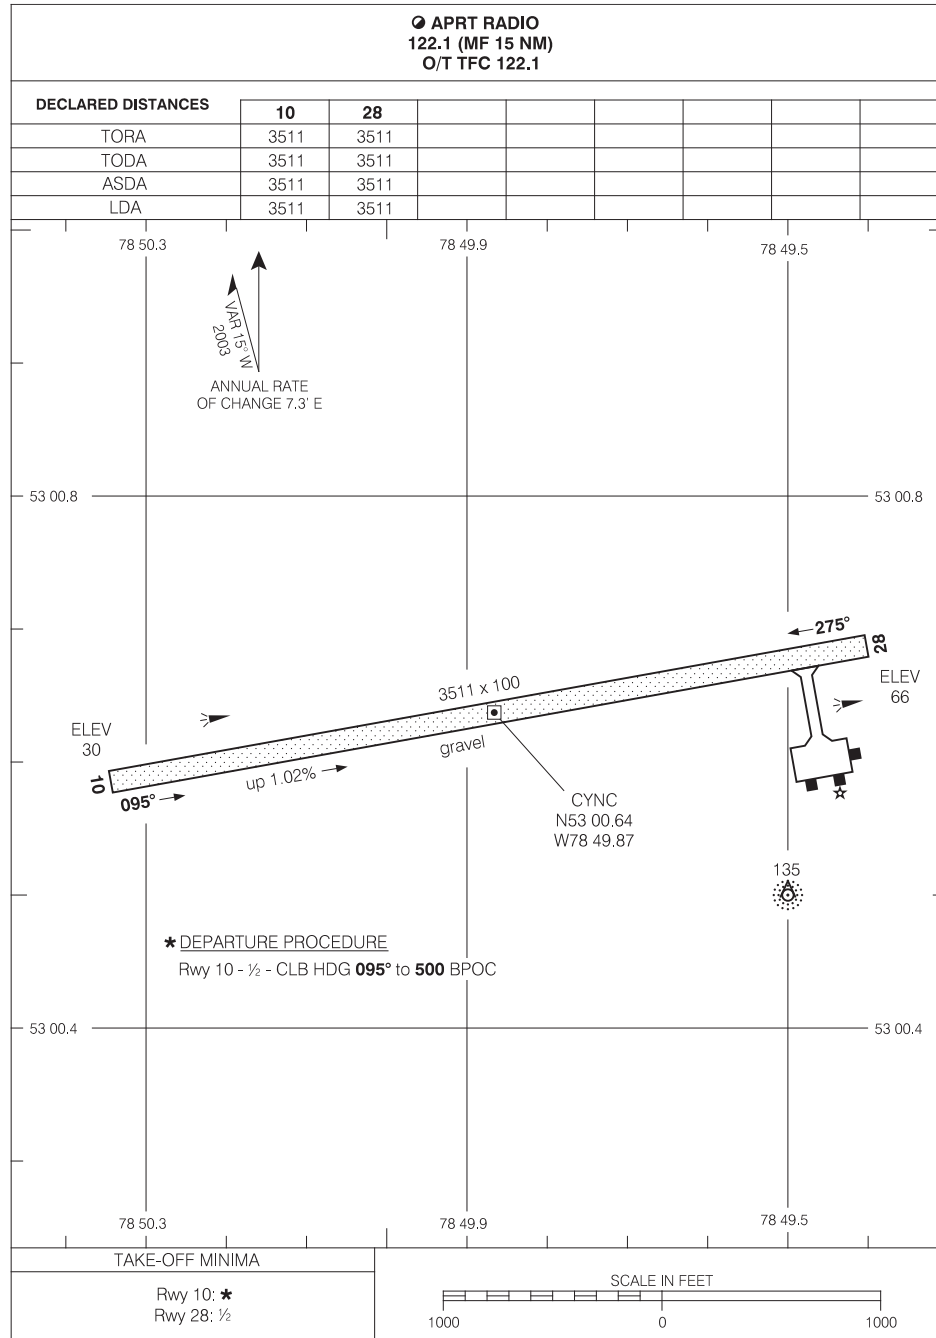 APRT RADIO
122.1 (MF 15 NM)
O/T TFC 122.1
DECLARED DISTANCES 10 28
TORA 3511 3511
TODA 3511 3511
ASDA 3511 3511
LDA 3511 3511
78 50.3 78 49.9 78 49.5
VAR 15° W
2003
ANNUAL RATE
OF CHANGE 7.3' E
53 00.8 53 00.8
275°
28
ELEV
66
3511 x 100
gravel
ELEV
30
10
095°
up 1.02%
CYNC
N53 00.64
W78 49.87
135
* DEPARTURE PROCEDURE
Rwy 10 - ½ - CLB HDG 095° to 500 BPOC
53 00.4 53 00.4
78 50.3 78 49.9 78 49.5
TAKE-OFF MINIMA
Rwy 10: *
Rwy 28: ½
SCALE IN FEET
1000 0 1000